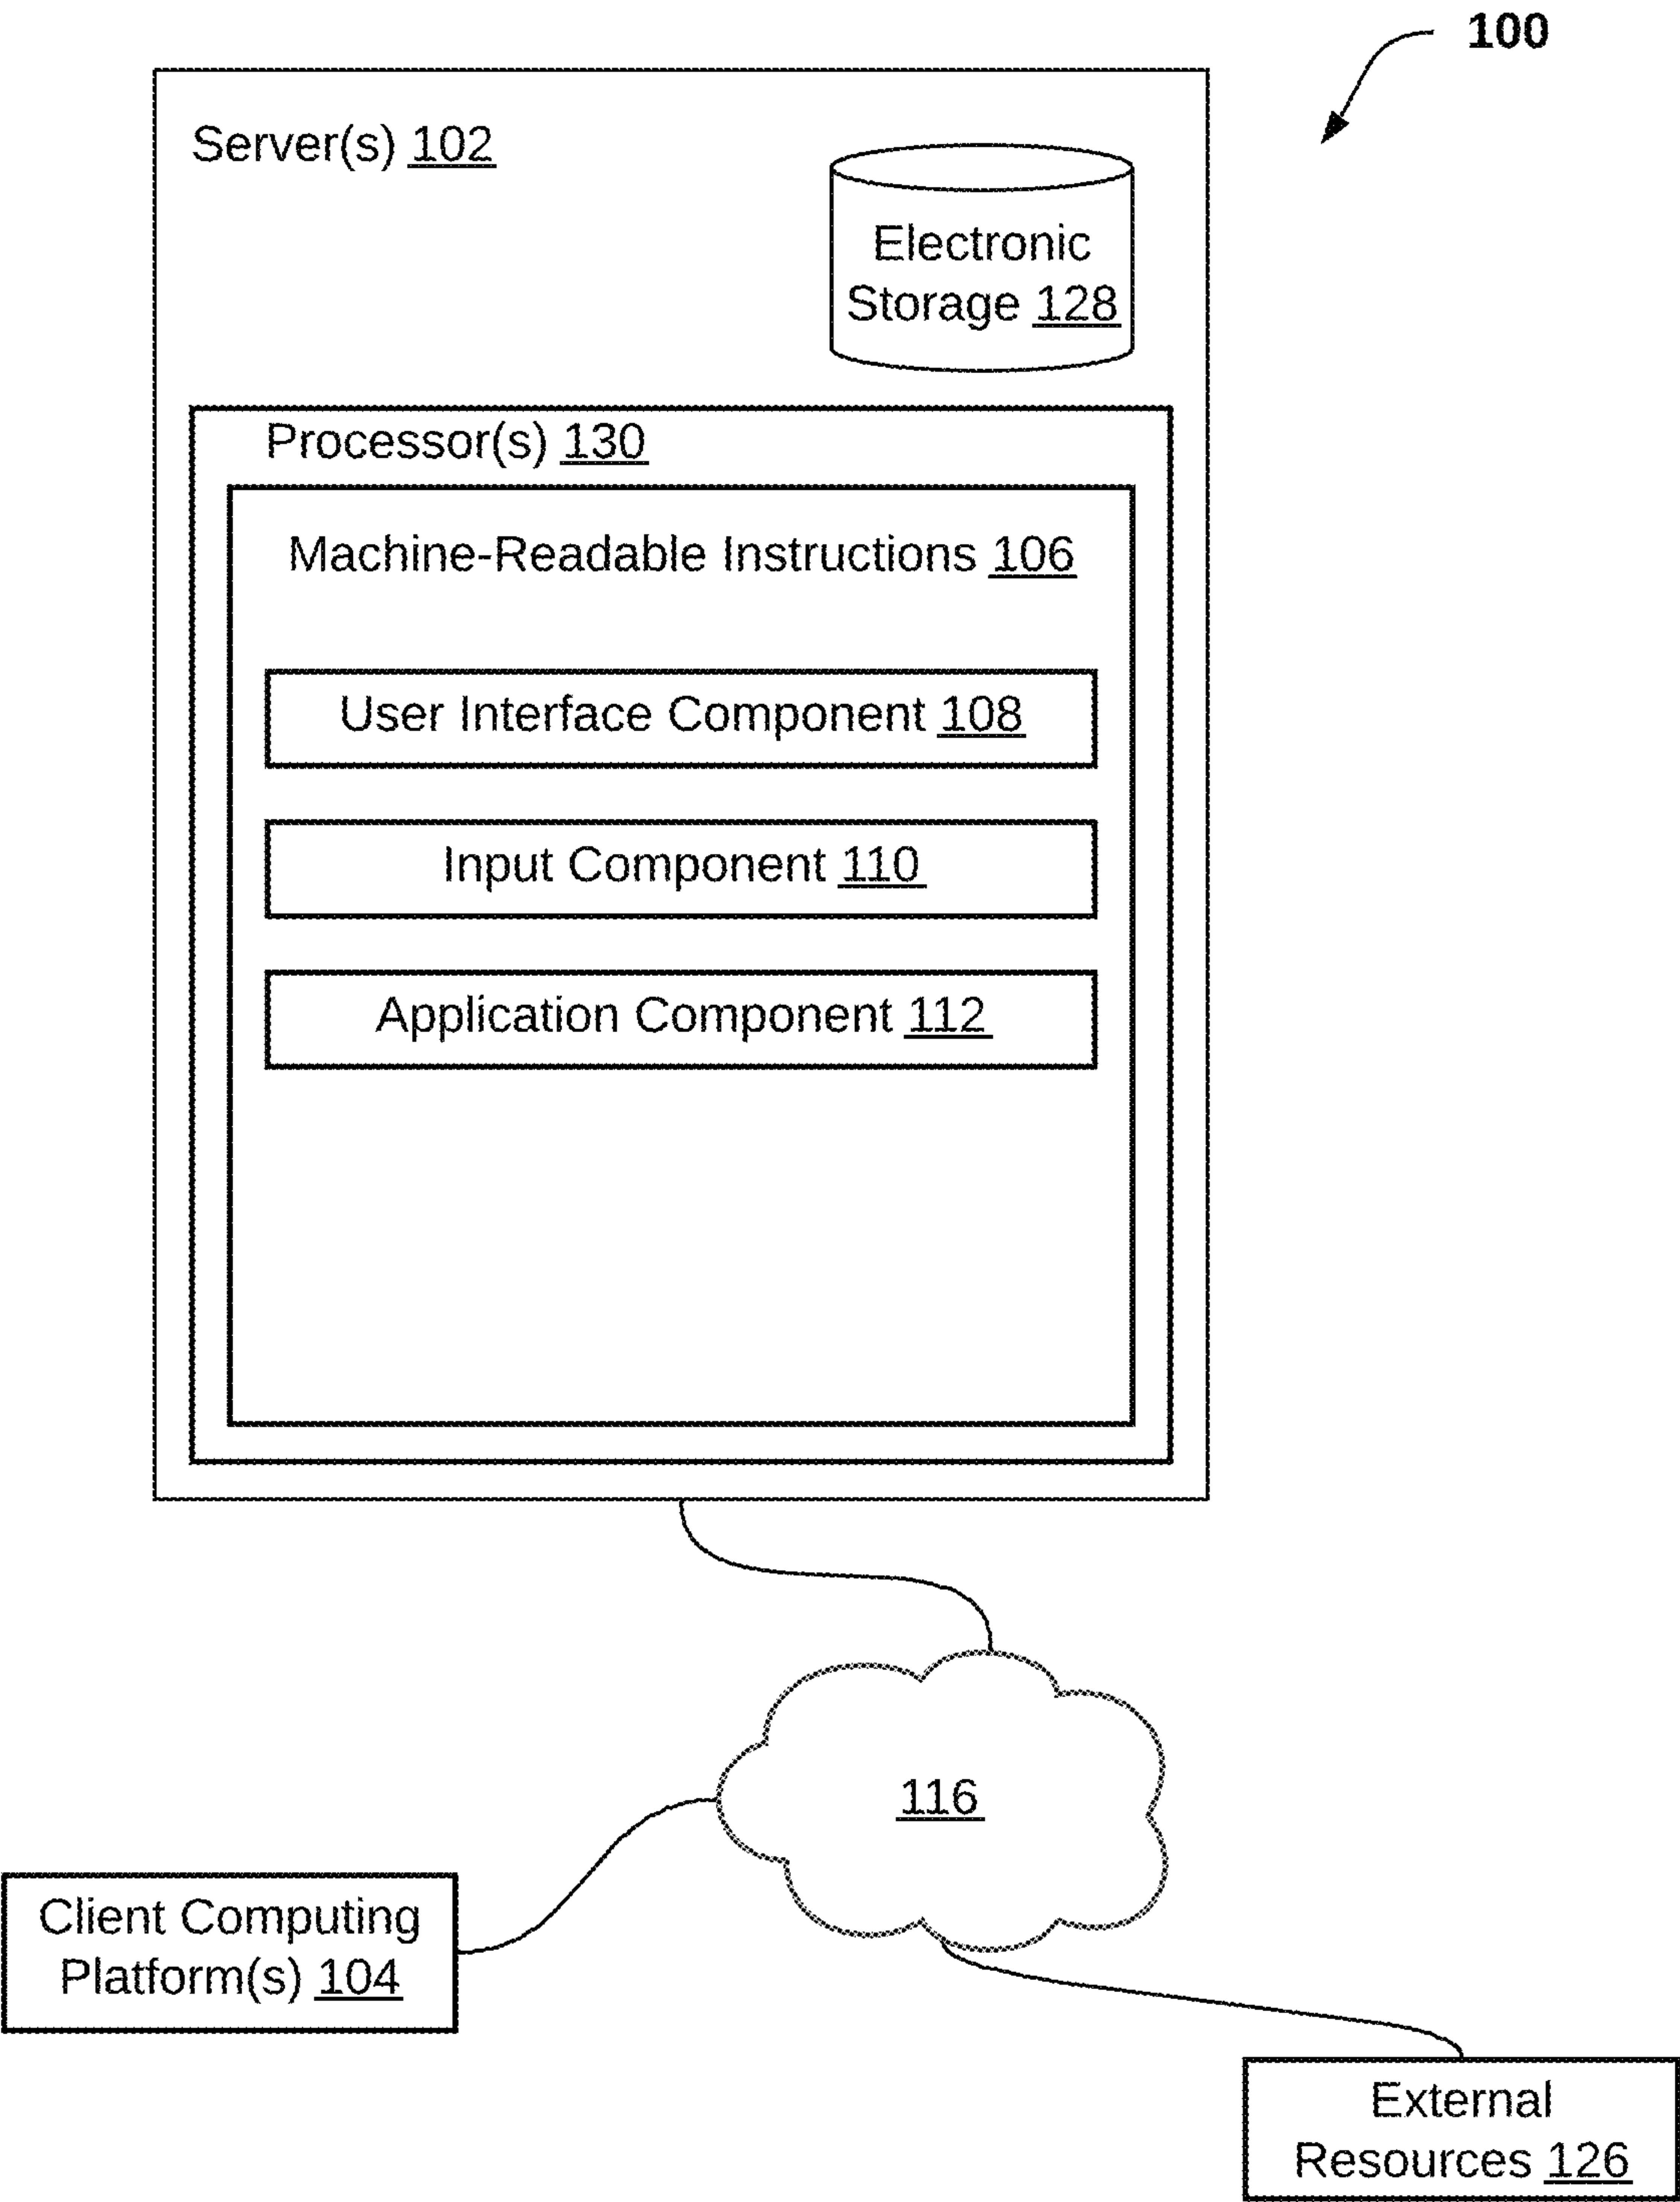 100
Server(s) 102
Electronic
Storage 128
Processor(s) 130
Machine-Readable Instructions 106
User Interface Component 108
Input Component 110
Application Component 112
116
Client Computing
Platform(s) 104
External
Resources 126